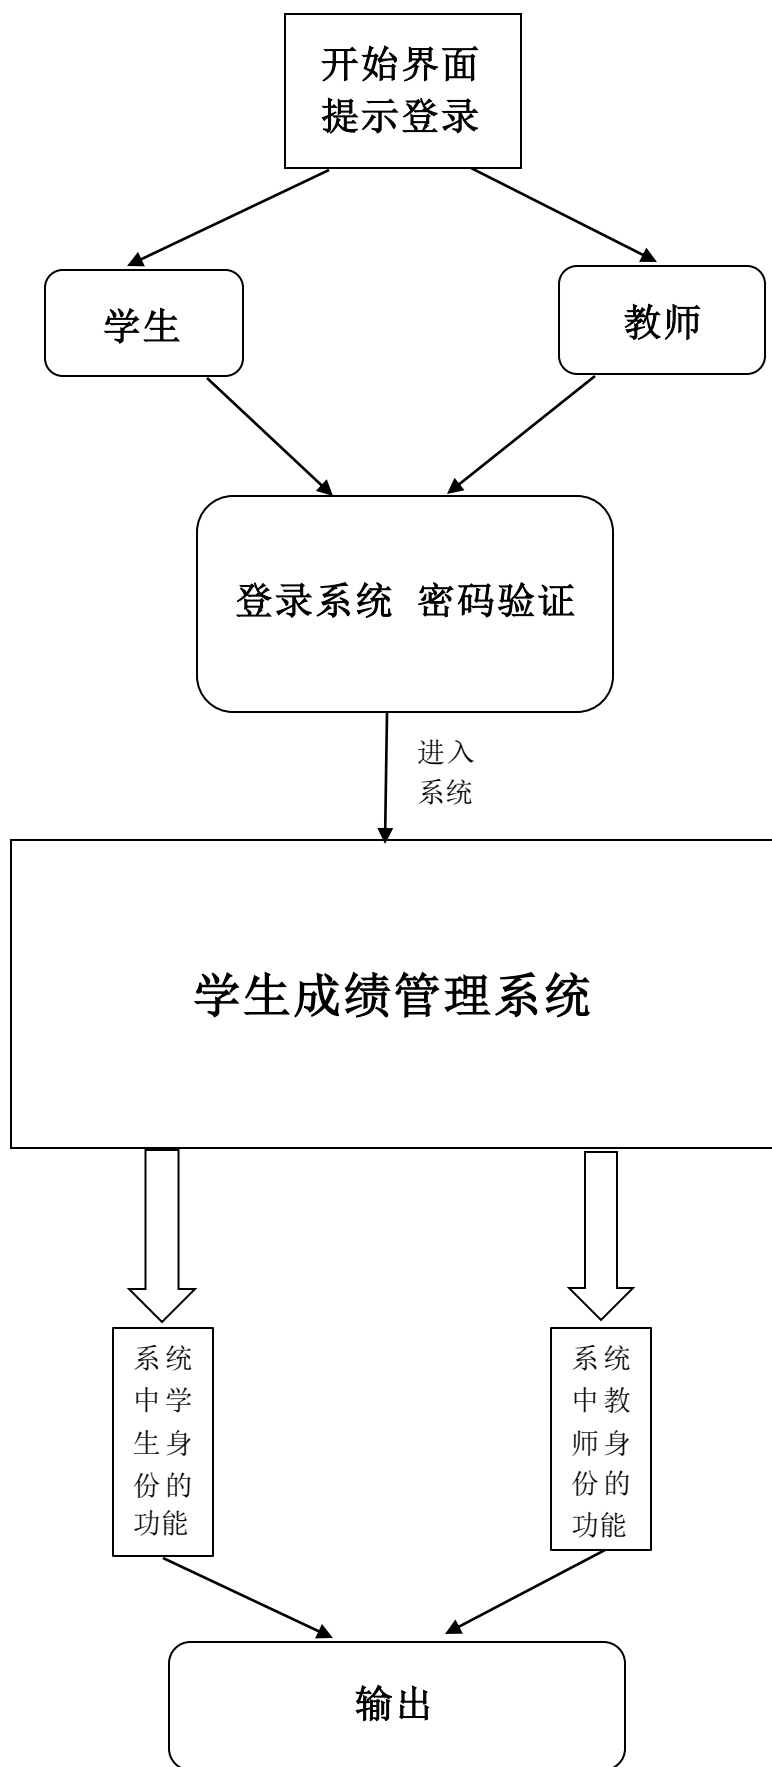 开始界面
提示登录
学生
教师
登录系统 密码验证
进入
系统
学生成绩管理系统
系统
中学
生身
份的
功能
系统
中教
师身
份的
功能
输出